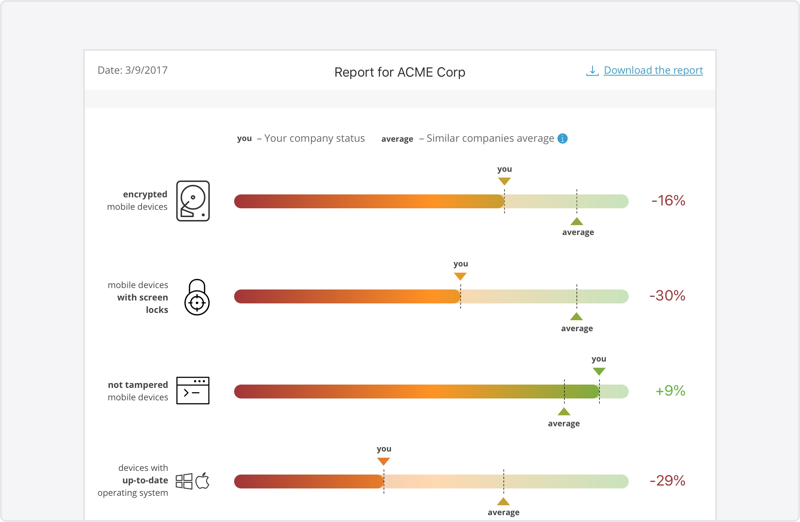 Date: 3/9/2017
Report for ACME Corp
Download the report
you – Your company status
average – Similar companies average i
you
encrypted
mobile devices
-16%
average
you
mobile devices
with screen
locks
-30%
average
you
not tampered
mobile devices
+9%
average
you
devices with
up-to-date
operating system
-29%
average